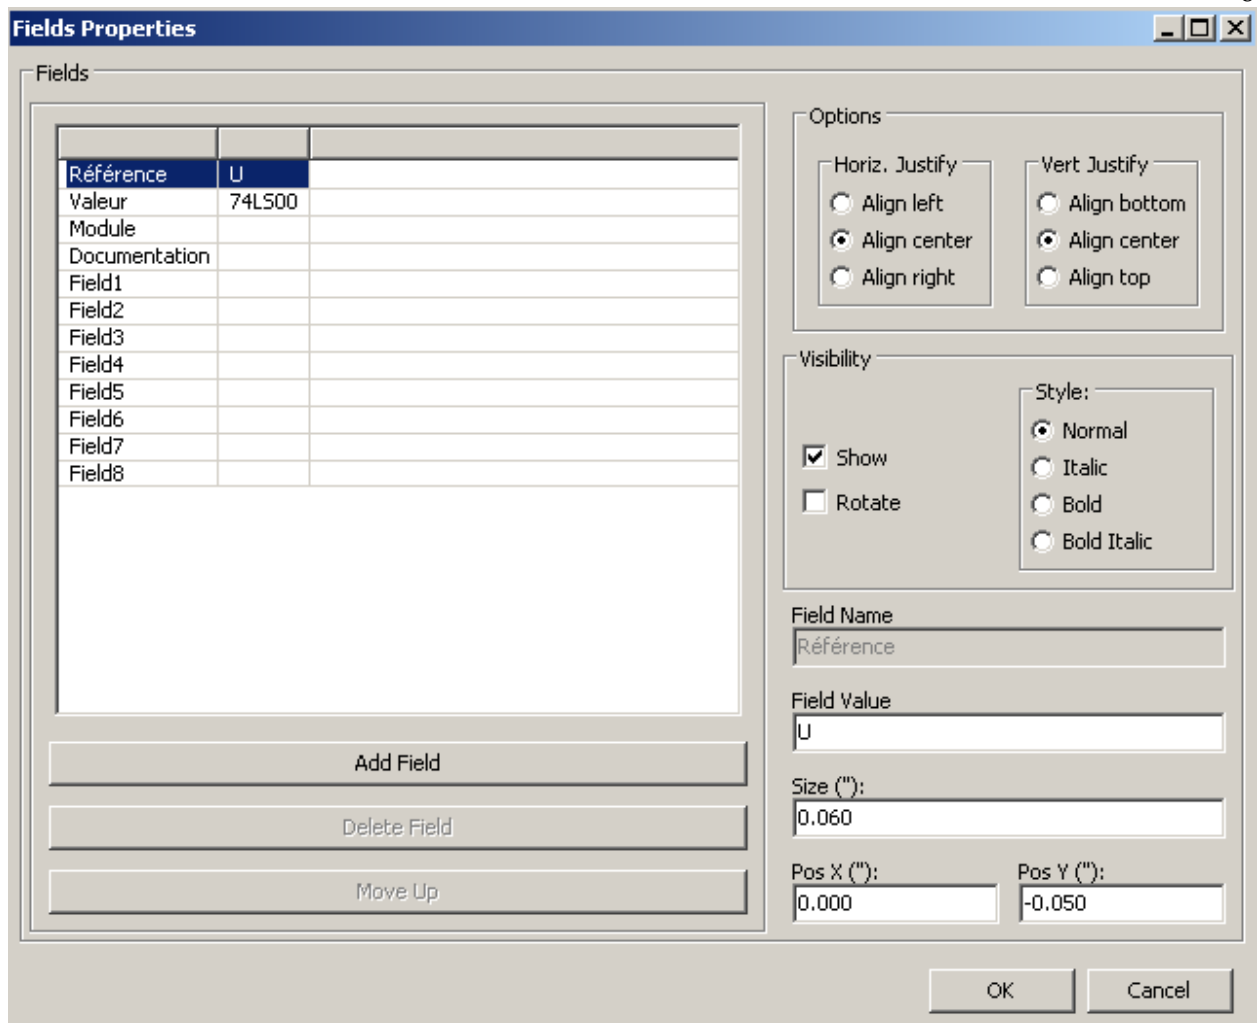 Fields Properties
Fields
Référence U
Valeur 74LS00
Module
Documentation
Field1
Field2
Field3
Field4
Field5
Field6
Field7
Field8
Add Field
Delete Field
Move Up
Options
Horiz. Justify
Align left
Align center
Align right
Vert Justify
Align bottom
Align center
Align top
Visibility
Show
Rotate
Style:
Normal
Italic
Bold
Bold Italic
Field Name
Référence
Field Value
U
Size ("):
0.060
Pos X ("):
0.000
Pos Y ("):
-0.050
OK
Cancel